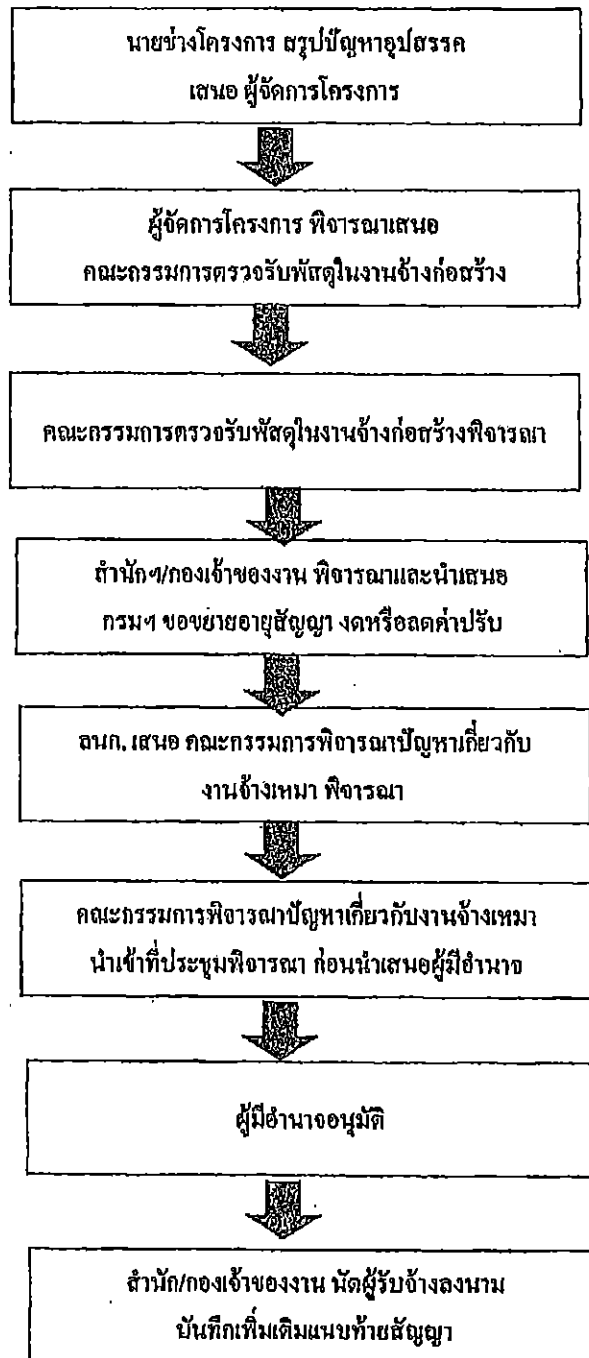 นายช่างโครงการ สรุปปัญหาอุปสรรค
เสนอ ผู้จัดการโครงการ
ผู้จัดการโครงการ พิจารณาเสนอ
คณะกรรมการตรวจรับพัสดุในงานจ้างก่อสร้าง
คณะกรรมการตรวจรับพัสดุในงานจ้างก่อสร้างพิจารณา
สำนักฯ/กองเจ้าของงาน พิจารณาและนำเสนอ
กรมฯ ขอขยายอายุสัญญา งดหรือลดค่าปรับ
ลนก. เสนอ คณะกรรมการพิจารณาปัญหาเกี่ยวกับ
งานจ้างเหมา พิจารณา
คณะกรรมการพิจารณาปัญหาเกี่ยวกับงานจ้างเหมา
นำเข้าที่ประชุมพิจารณา ก่อนนำเสนอผู้มีอำนาจ
ผู้มีอำนาจอนุมัติ
สำนัก/กองเจ้าของงาน นัดผู้รับจ้างลงนาม
บันทึกเพิ่มเติมแนบท้ายสัญญา